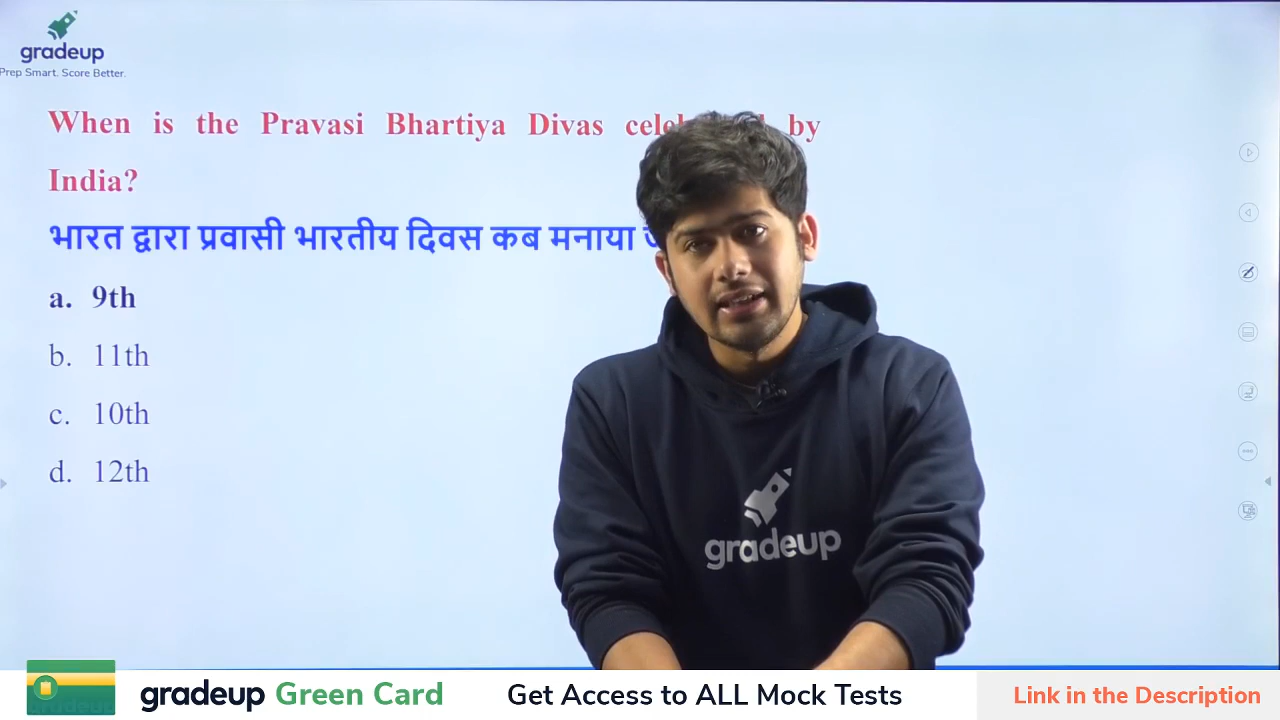 gradeup
Prep Smart. Score Better.
When is the Pravasi Bhartiya Divas by
India?
भारत द्वारा प्रवासी भारतीय दिवस कब मनाया
a. 9th
b. 11th
c. 10th
d. 12th
gradeup
gradeup Green Card
Get Access to ALL Mock Tests
Link in the Description